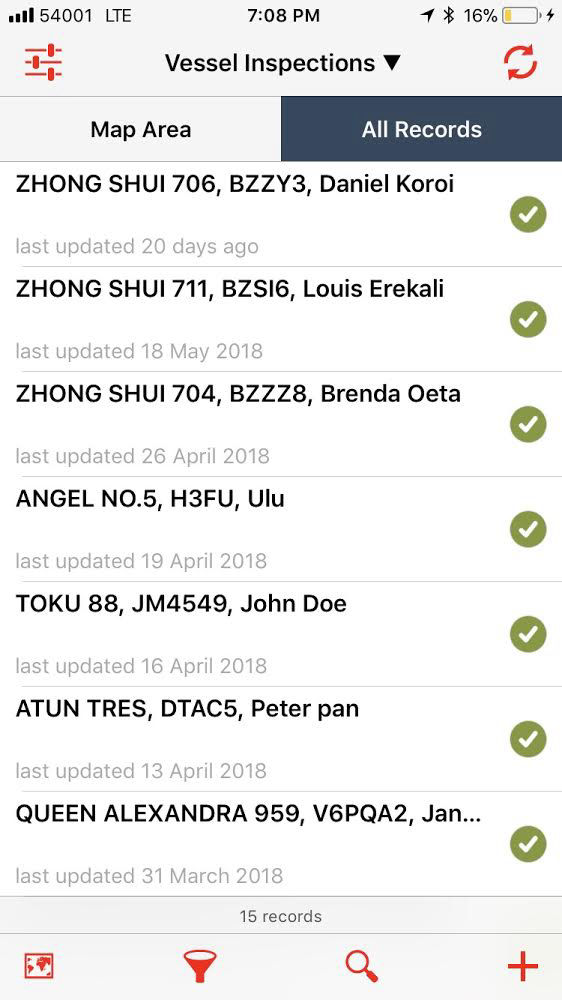 54001 LTE 7:08 PM 16%
Vessel Inspections ▼
Map Area All Records
ZHONG SHUI 706, BZZY3, Daniel Koroi
last updated 20 days ago
ZHONG SHUI 711, BZSI6, Louis Erekali
last updated 18 May 2018
ZHONG SHUI 704, BZZZ8, Brenda Oeta
last updated 26 April 2018
ANGEL NO.5, H3FU, Ulu
last updated 19 April 2018
TOKU 88, JM4549, John Doe
last updated 16 April 2018
ATUN TRES, DTAC5, Peter pan
last updated 13 April 2018
QUEEN ALEXANDRA 959, V6PQA2, Jan...
last updated 31 March 2018
15 records